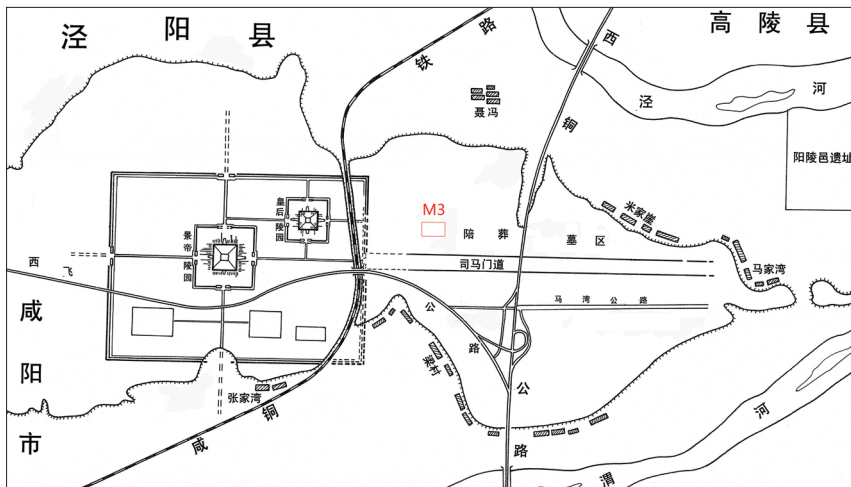 泾阳县
高陵县
铁路
西铜公路
泾河
聂冯
阳陵邑遗址
米家崖
M3
皇后陵园
陪葬墓区
景帝陵园
司马门道
马家湾
西飞公路
马湾公路
咸阳市
梁村
张家湾
咸铜
渭河